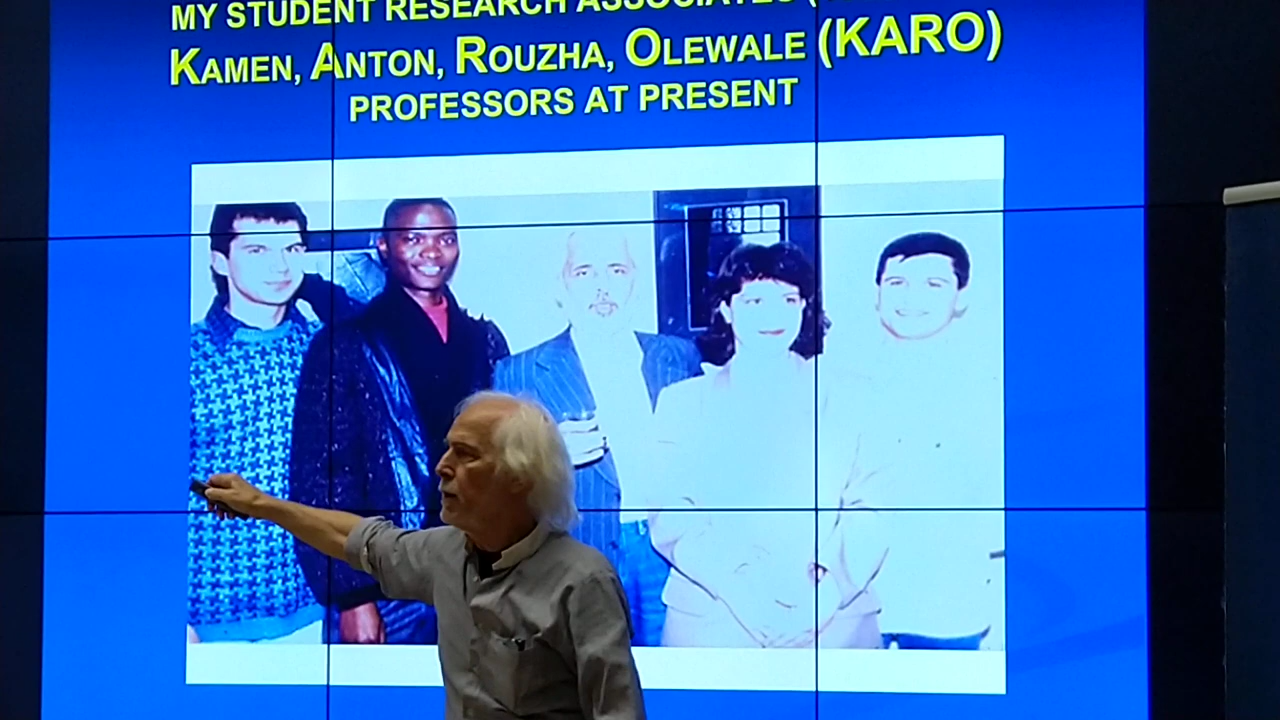 MY STUDENT RESEARCH ASSOCIATES
KAMEN, ANTON, ROUZHA, OLEWALE (KARO)
PROFESSORS AT PRESENT